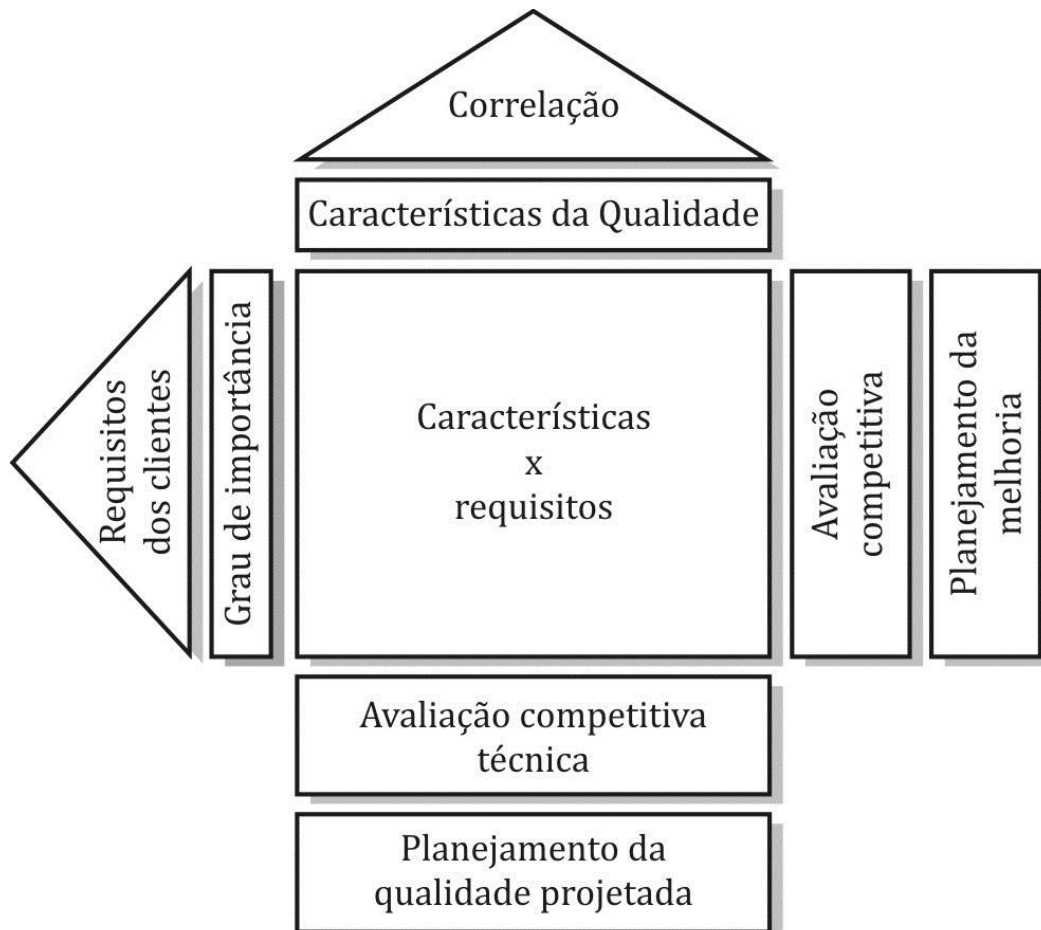 Correlação
Características da Qualidade
Requisitos
dos clientes
Grau de importância
Características
x
requisitos
Avaliação
competitiva
Planejamento da
melhoria
Avaliação competitiva
técnica
Planejamento da
qualidade projetada